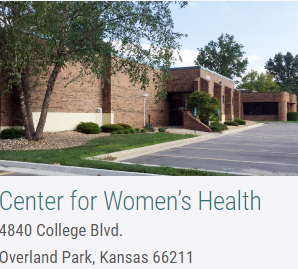 Center for Women's Health
4840 College Blvd.
Overland Park, Kansas 66211